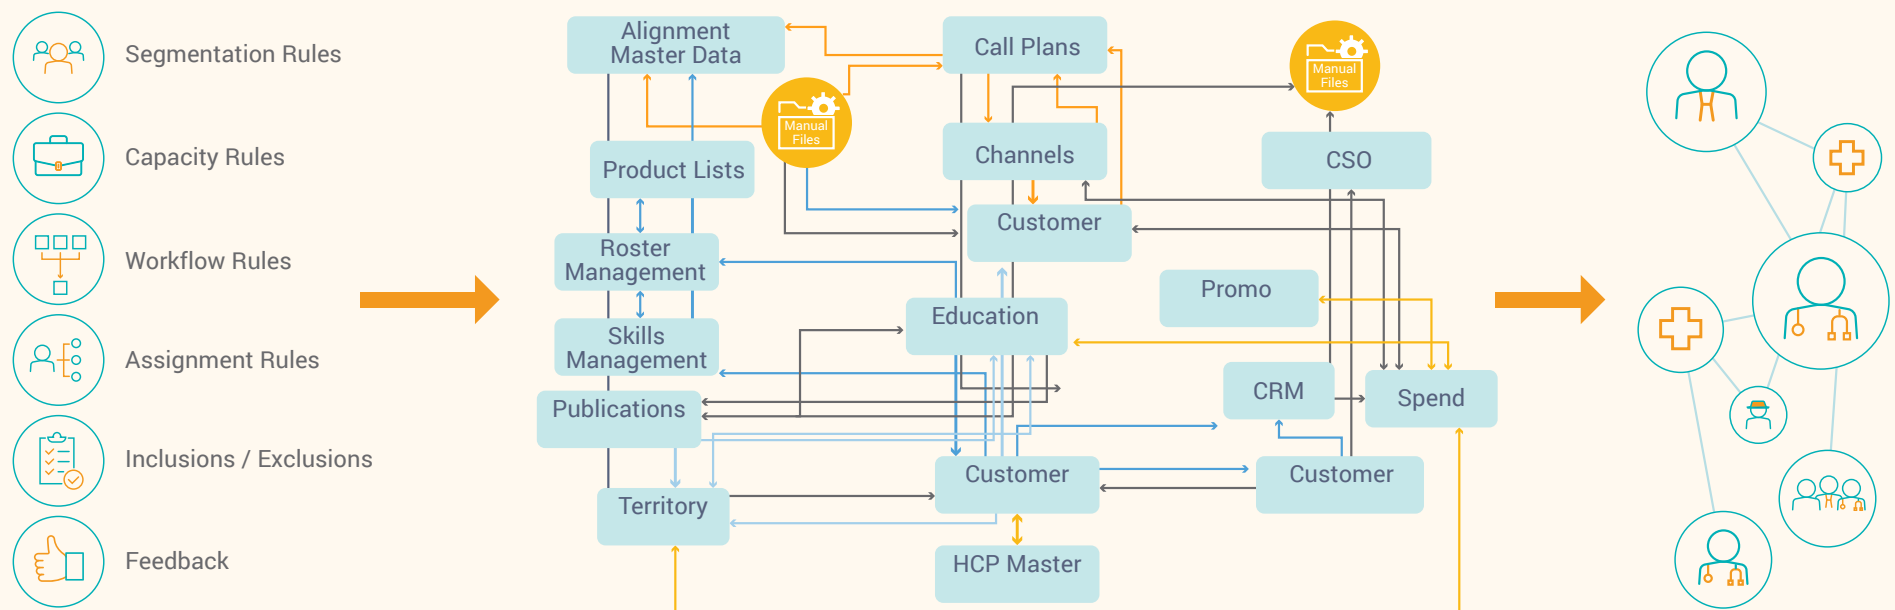 Segmentation Rules
Capacity Rules
Workflow Rules
Assignment Rules
Inclusions / Exclusions
Feedback
Alignment
Master Data
Call Plans
Manual
Files
Manual
Files
Product Lists
Channels
CSO
Customer
Roster
Management
Promo
Education
Skills
Management
Publications
CRM
Spend
Customer
Customer
Territory
HCP Master